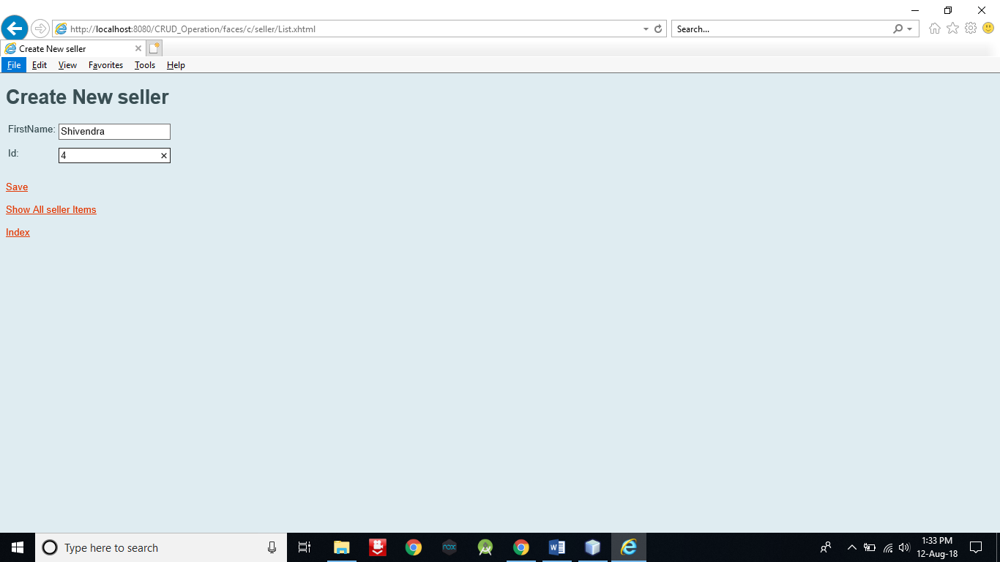 http://localhost:8080/CRUD_Operation/faces/c/seller/List.xhtml
Search...
Create New seller
File Edit View Favorites Tools Help
Create New seller
FirstName: Shivendra
Id: 4
Save
Show All seller Items
Index
Type here to search
nox
W
1:33 PM
12-Aug-18